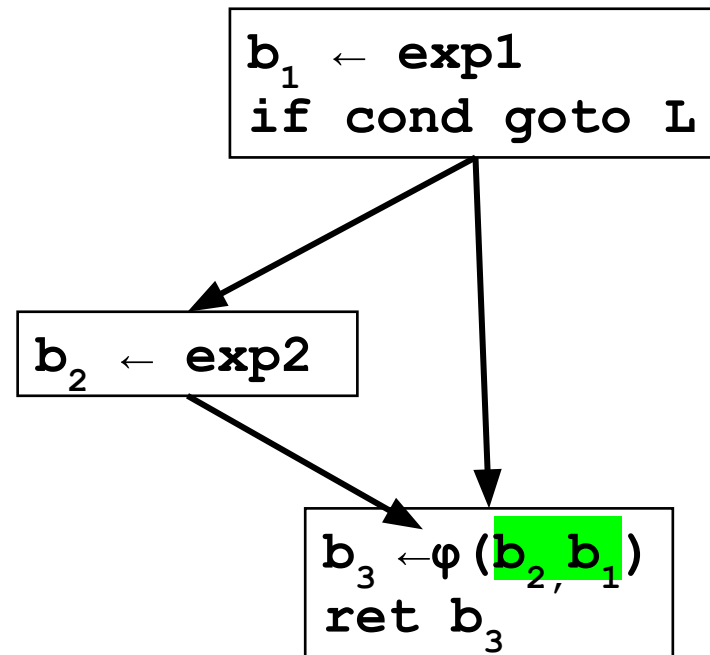 b₁ ← exp1
if cond goto L
b₂ ← exp2
b₃ ←φ(b₂,b₁)
ret b₃